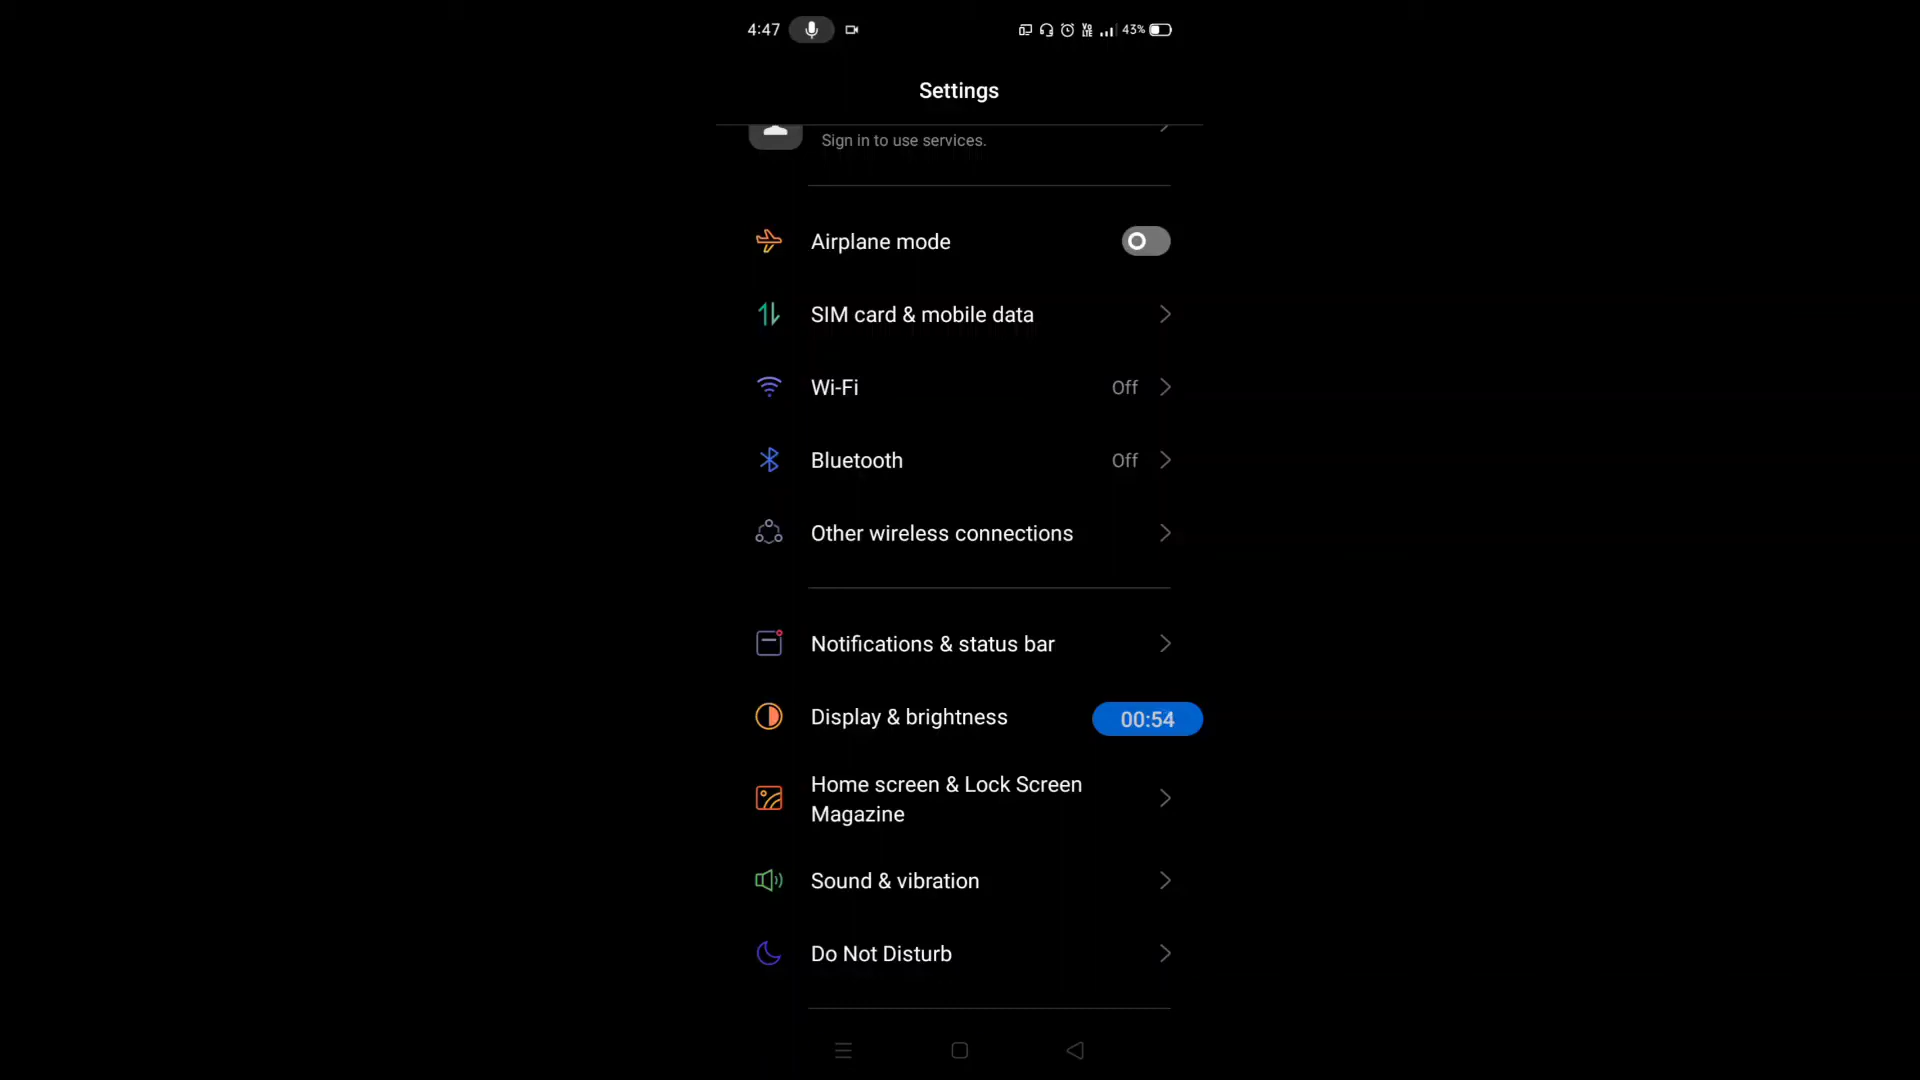 4:47 43%
Settings
Sign in to use services.
Airplane mode
SIM card & mobile data
Wi-Fi Off
Bluetooth Off
Other wireless connections
Notifications & status bar
Display & brightness 00:54
Home screen & Lock Screen
Magazine
Sound & vibration
Do Not Disturb